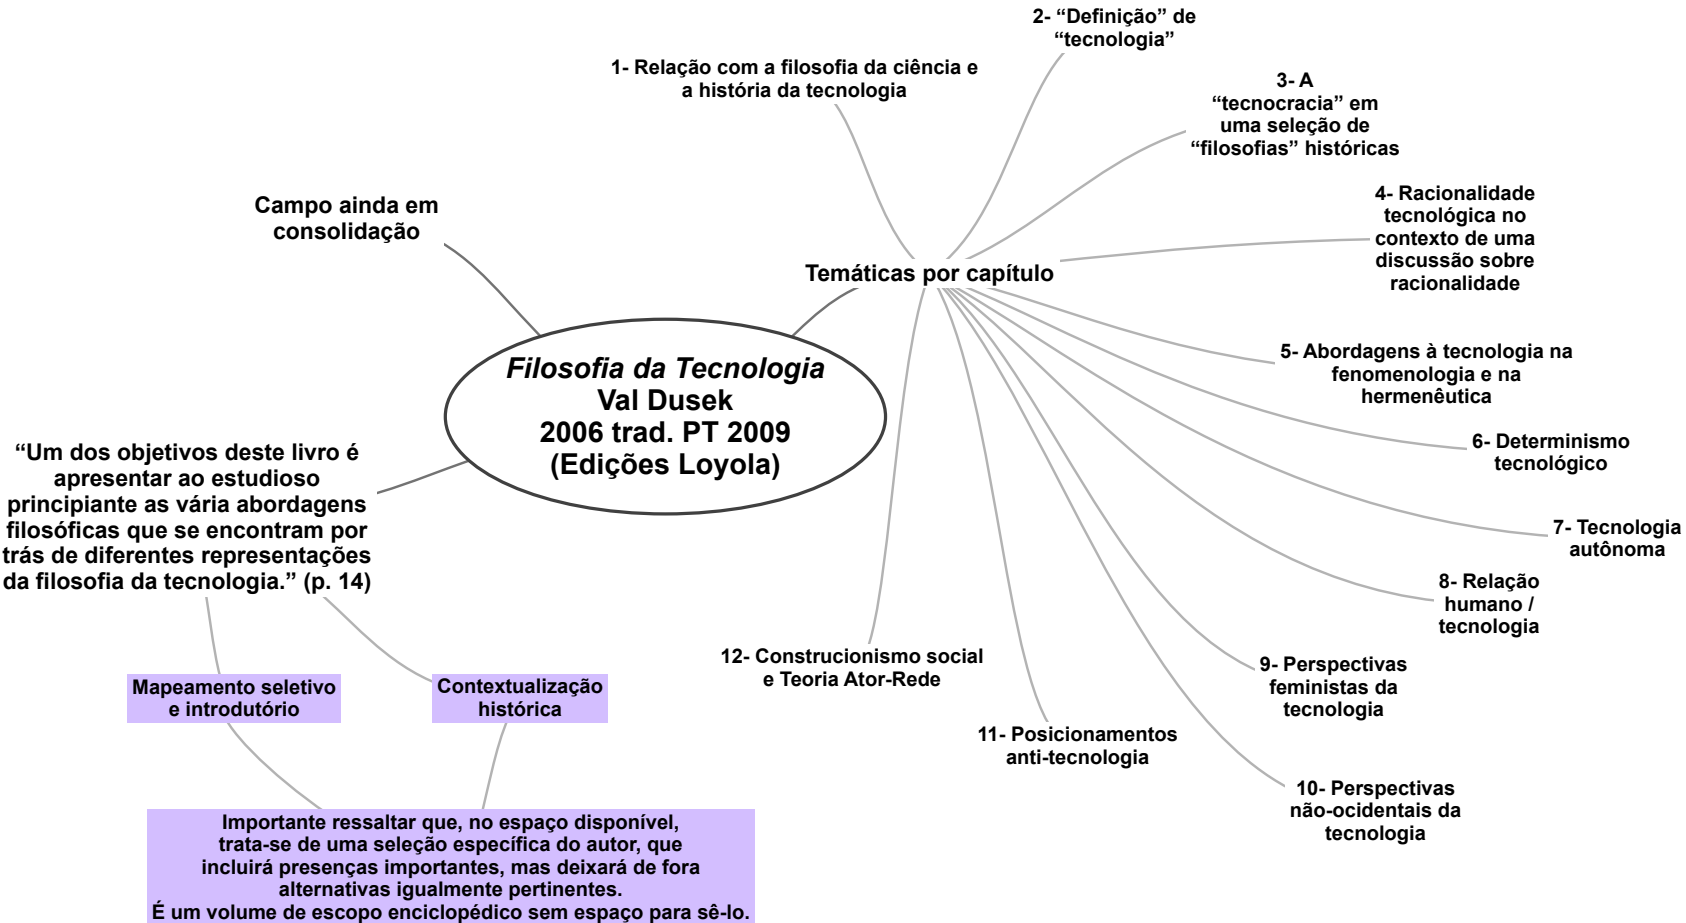 2- “Definição” de
“tecnologia”
1- Relação com a filosofia da ciência e
a história da tecnologia
3- A
“tecnocracia” em
uma seleção de
“filosofias” históricas
4- Racionalidade
tecnológica no
contexto de uma
discussão sobre
racionalidade
Campo ainda em
consolidação
Temáticas por capítulo
Filosofia da Tecnologia
Val Dusek
2006 trad. PT 2009
(Edições Loyola)
5- Abordagens à tecnologia na
fenomenologia e na
hermenêutica
6- Determinismo
tecnológico
“Um dos objetivos deste livro é
apresentar ao estudioso
principiante as vária abordagens
filosóficas que se encontram por
trás de diferentes representações
da filosofia da tecnologia.” (p. 14)
7- Tecnologia
autônoma
8- Relação
humano /
tecnologia
12- Construcionismo social
e Teoria Ator-Rede
9- Perspectivas
feministas da
tecnologia
Mapeamento seletivo
e introdutório
Contextualização
histórica
11- Posicionamentos
anti-tecnologia
10- Perspectivas
não-ocidentais da
tecnologia
Importante ressaltar que, no espaço disponível,
trata-se de uma seleção específica do autor, que
incluirá presenças importantes, mas deixará de fora
alternativas igualmente pertinentes.
É um volume de escopo enciclopédico sem espaço para sê-lo.